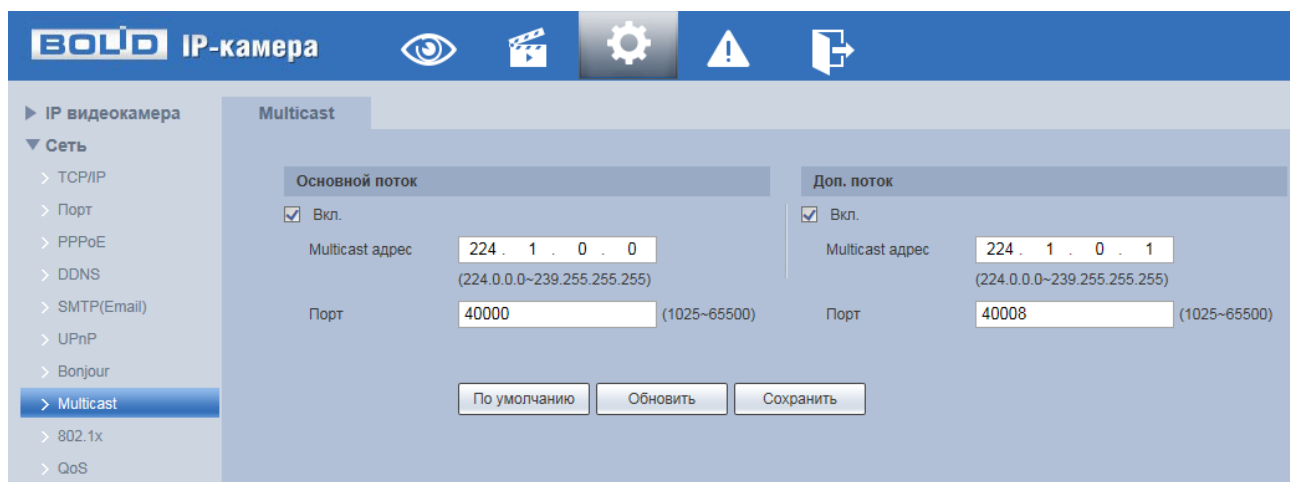 BOLID IP-камера
IP видеокамера
Сеть
TCP/IP
Порт
PPPoE
DDNS
SMTP(Email)
UPnP
Bonjour
Multicast
802.1x
QoS
Multicast
Основной поток
Вкл.
Multicast адрес 224 . 1 . 0 . 0
(224.0.0.0~239.255.255.255)
Порт 40000 (1025~65500)
Доп. поток
Вкл.
Multicast адрес 224 . 1 . 0 . 1
(224.0.0.0~239.255.255.255)
Порт 40008 (1025~65500)
По умолчанию Обновить Сохранить